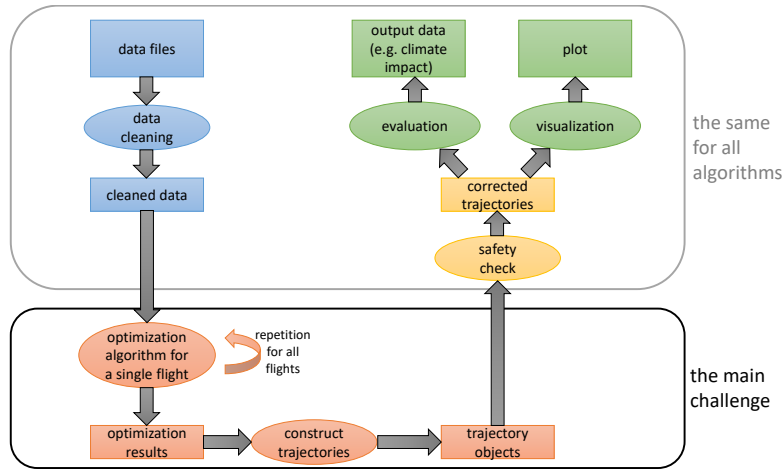 data files
data
cleaning
cleaned data
output data
(e.g. climate
impact)
plot
evaluation
visualization
corrected
trajectories
safety
check
the same
for all
algorithms
optimization
algorithm for
a single flight
repetition
for all
flights
optimization
results
construct
trajectories
trajectory
objects
the main
challenge